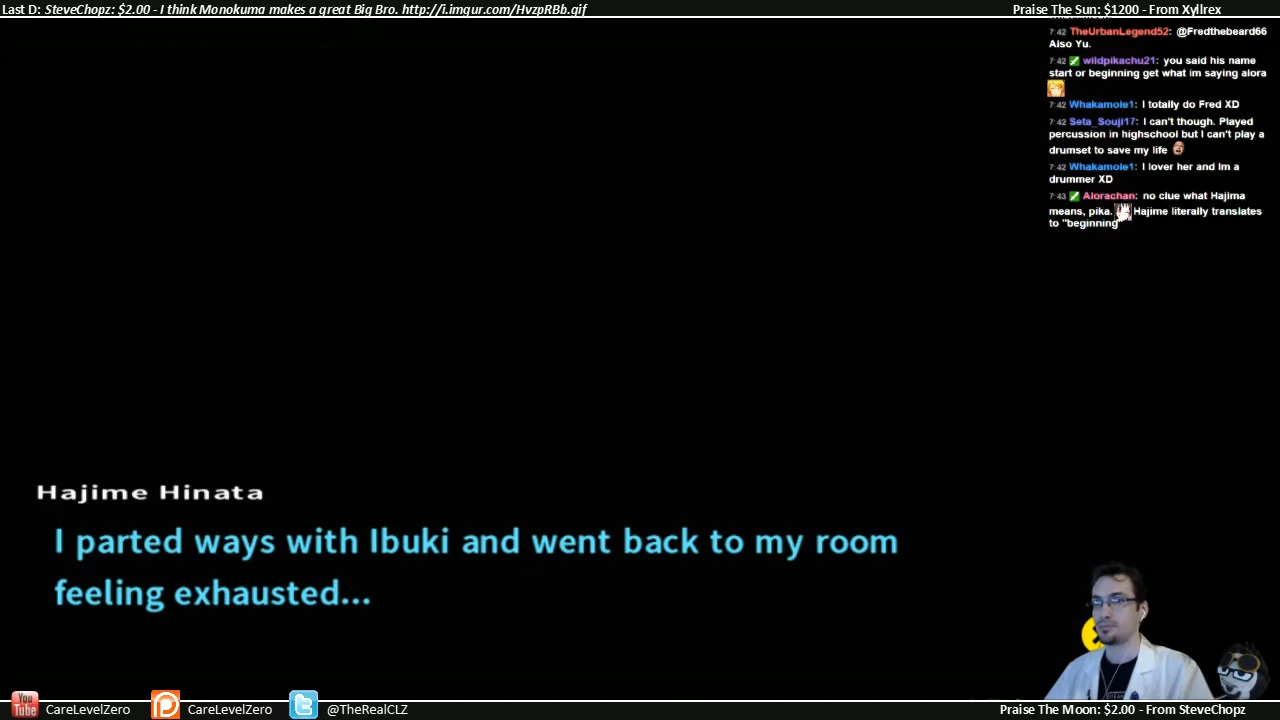 Last D: SteveChopz: $2.00 - I think Monokuma makes a great Big Bro. http://i.imgur.com/HvzpRBb.gif
Praise The Sun: $1200 - From Xyllrex
7:42 TheUrbanLegend52: @Fredthebeard66
Also Yu.
7:42 wildpikachu21: you said his name
start or beginning get what im saying alora
7:42 Whakamole1: I totally do Fred XD
7:42 Seta_Souji17: I can't though. Played
percussion in highschool but I can't play a
drumset to save my life
7:42 Whakamole1: I lover her and Im a
drummer XD
7:43 Alorachan: no clue what Hajima
means, pika. Hajime literally translates
to "beginning"
Hajime Hinata
I parted ways with Ibuki and went back to my room
feeling exhausted...
You
Tube
CareLevelZero
CareLevelZero
@TheRealCLZ
Praise The Moon: $2.00 - From SteveChopz